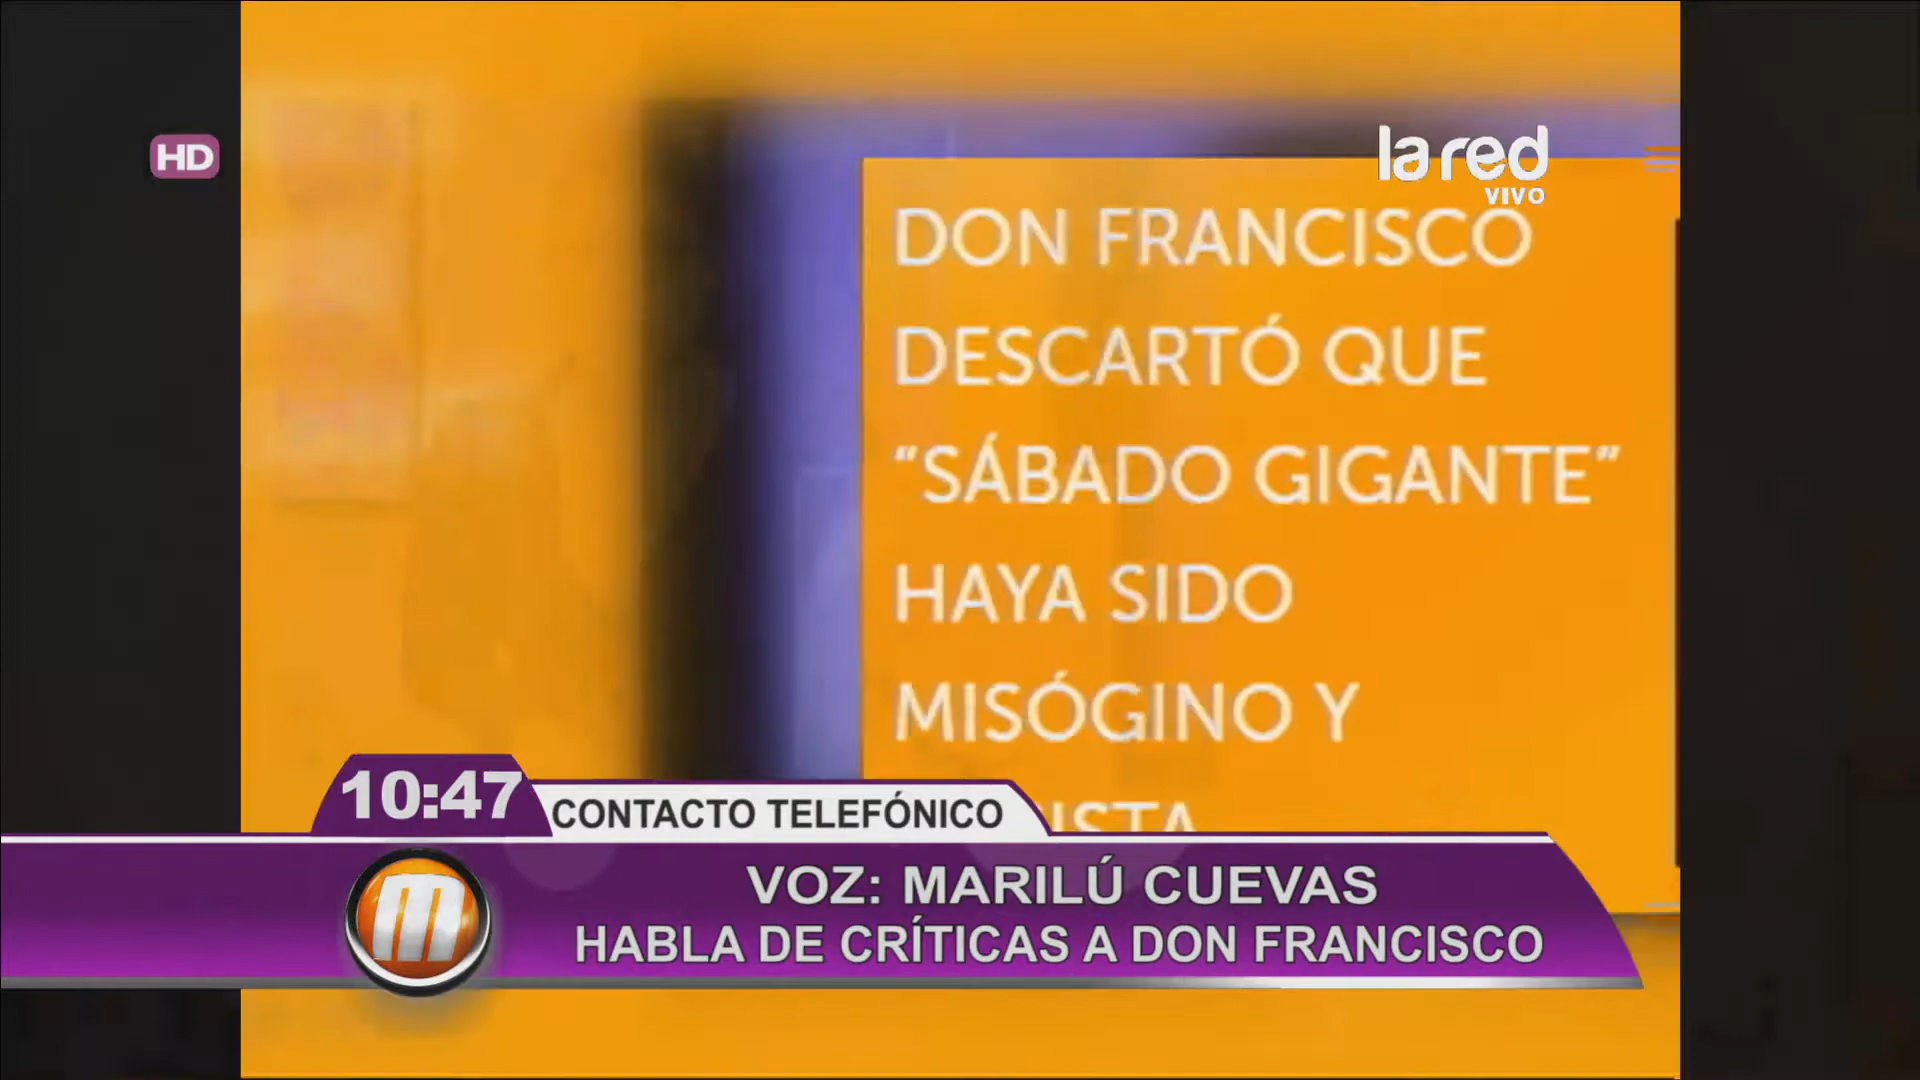 HD
la red
VIVO
DON FRANCISCO
DESCARTÓ QUE
“SÁBADO GIGANTE”
HAYA SIDO
MISÓGINO Y
10:47
CONTACTO TELEFÓNICO
M
VOZ: MARILÚ CUEVAS
HABLA DE CRÍTICAS A DON FRANCISCO